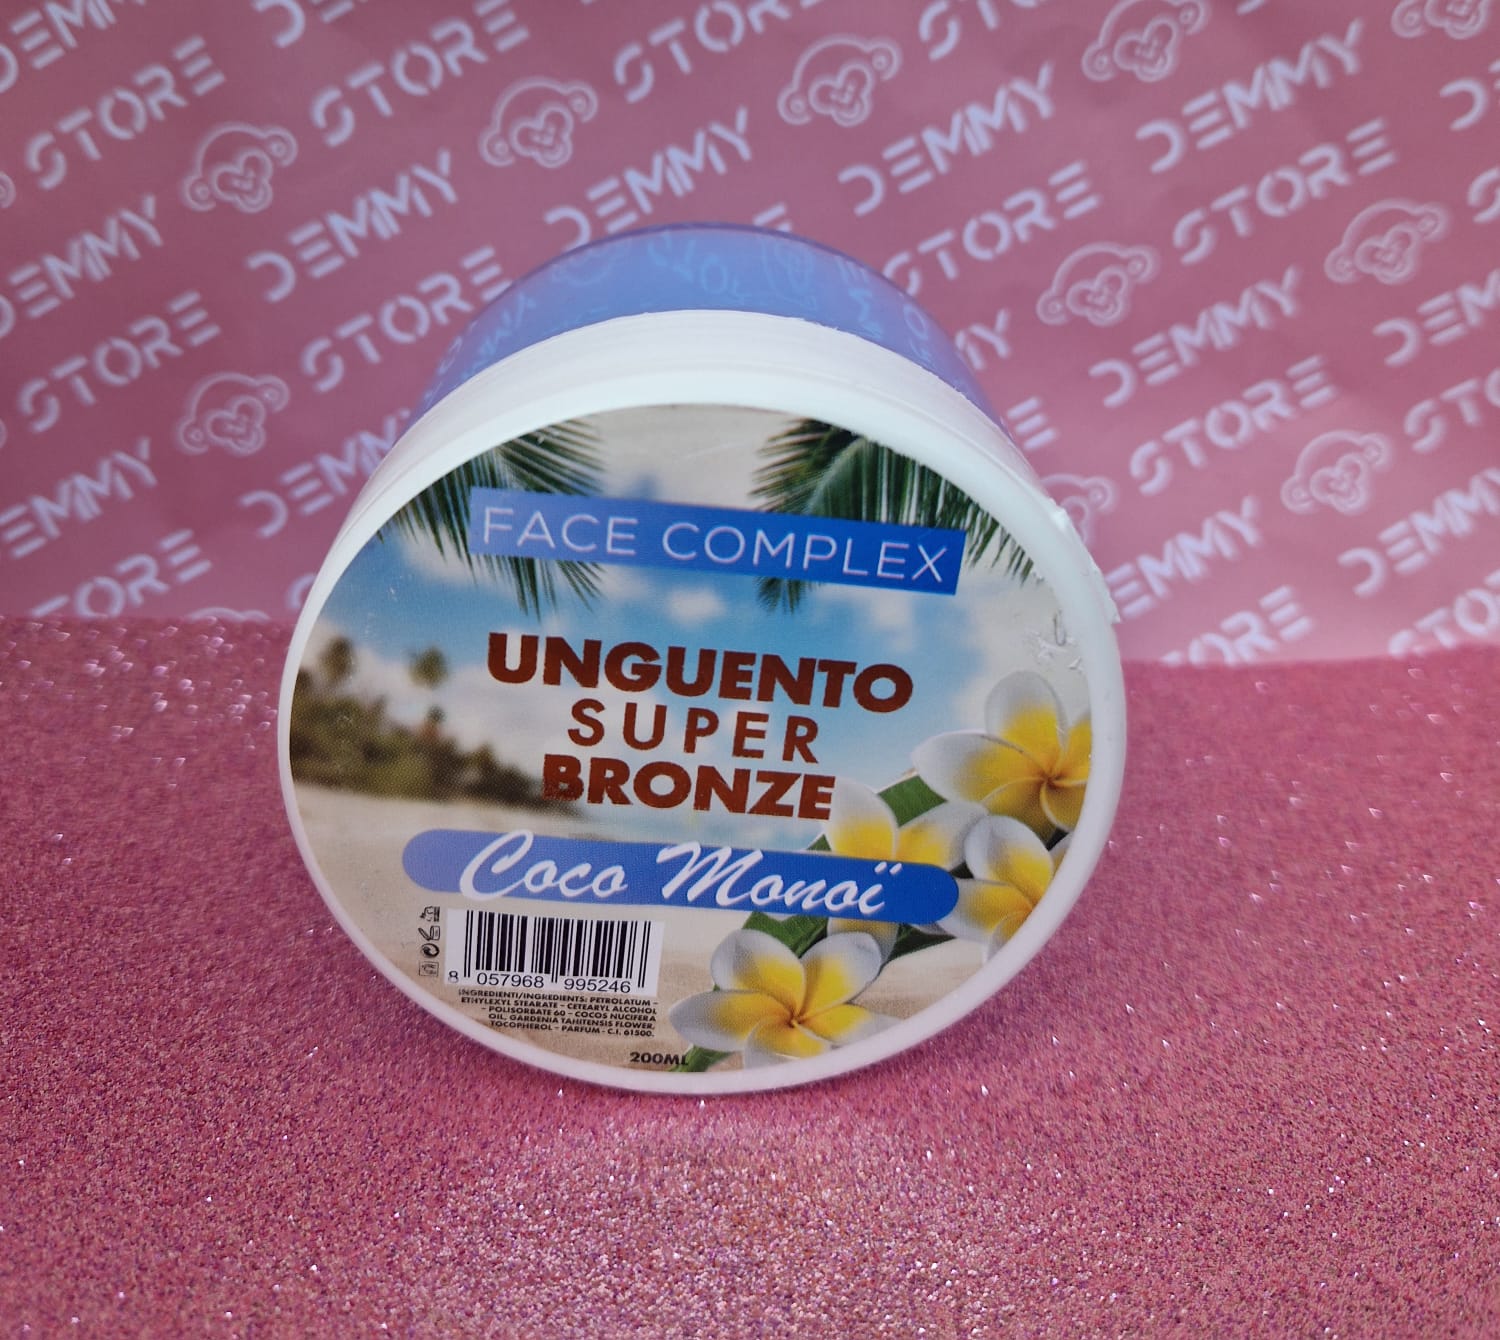 DEMMY STORE
FACE COMPLEX
UNGUENTO
SUPER
BRONZE
Coco Monoï
8 057968 995246
INGREDIENTI/INGREDIENTS: PETROLATUM -
ETHYLEXYL STEARATE - CETEARYL ALCOHOL
- POLISORBATE 60 - COCOS NUCIFERA
OIL, GARDENIA TAHITENSIS FLOWER,
TOCOPHEROL - PARFUM - C.I. 61500.
200ML